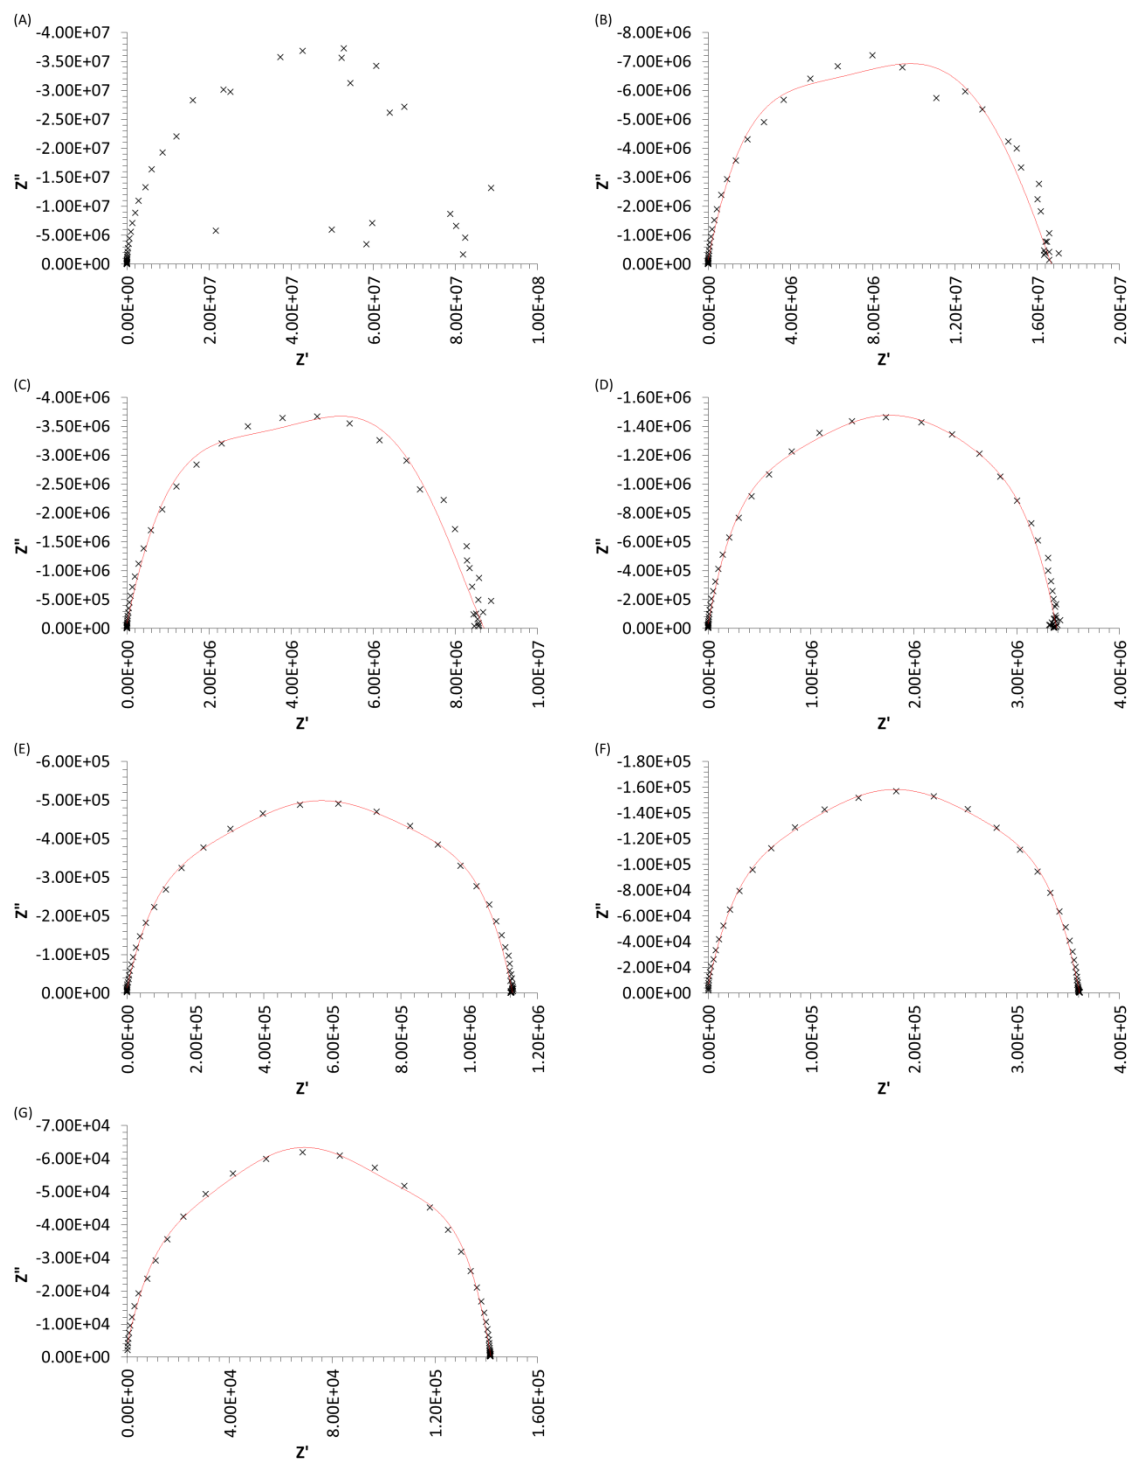 (A)
-4.00E+07
-3.50E+07
-3.00E+07
-2.50E+07
-2.00E+07
-1.50E+07
-1.00E+07
-5.00E+06
0.00E+00
Z"
0.00E+00
2.00E+07
4.00E+07
6.00E+07
8.00E+07
1.00E+08
Z'
(B)
-8.00E+06
-7.00E+06
-6.00E+06
-5.00E+06
-4.00E+06
-3.00E+06
-2.00E+06
-1.00E+06
0.00E+00
Z"
0.00E+00
4.00E+06
8.00E+06
1.20E+07
1.60E+07
2.00E+07
Z'
(C)
-4.00E+06
-3.50E+06
-3.00E+06
-2.50E+06
-2.00E+06
-1.50E+06
-1.00E+06
-5.00E+05
0.00E+00
Z"
0.00E+00
2.00E+06
4.00E+06
6.00E+06
8.00E+06
1.00E+07
Z'
(D)
-1.60E+06
-1.40E+06
-1.20E+06
-1.00E+06
-8.00E+05
-6.00E+05
-4.00E+05
-2.00E+05
0.00E+00
Z"
0.00E+00
1.00E+06
2.00E+06
3.00E+06
4.00E+06
Z'
(E)
-6.00E+05
-5.00E+05
-4.00E+05
-3.00E+05
-2.00E+05
-1.00E+05
0.00E+00
Z"
0.00E+00
2.00E+05
4.00E+05
6.00E+05
8.00E+05
1.00E+06
1.20E+06
Z'
(F)
-1.80E+05
-1.60E+05
-1.40E+05
-1.20E+05
-1.00E+05
-8.00E+04
-6.00E+04
-4.00E+04
-2.00E+04
0.00E+00
Z"
0.00E+00
1.00E+05
2.00E+05
3.00E+05
4.00E+05
Z'
(G)
-7.00E+04
-6.00E+04
-5.00E+04
-4.00E+04
-3.00E+04
-2.00E+04
-1.00E+04
0.00E+00
Z"
0.00E+00
4.00E+04
8.00E+04
1.20E+05
1.60E+05
Z'